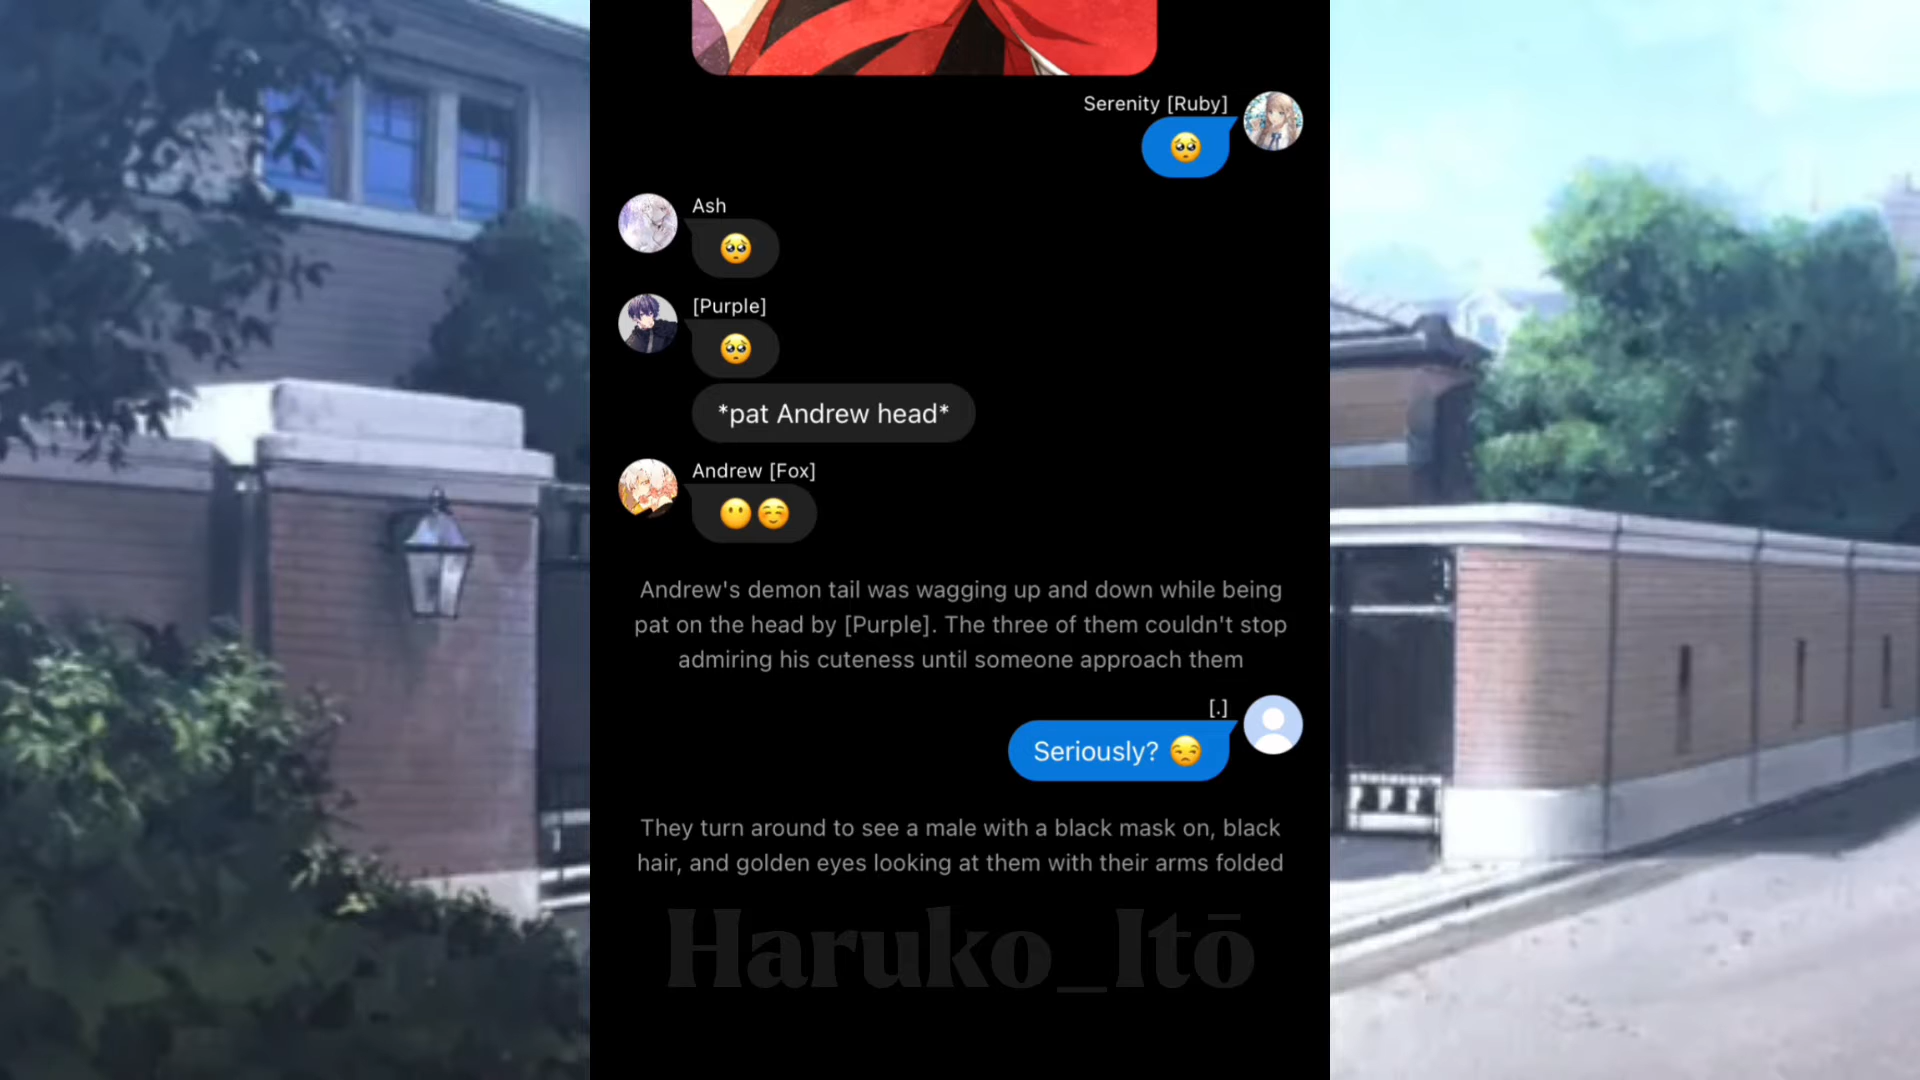 Serenity [Ruby]
🥺
Ash
🥺
[Purple]
🥺
*pat Andrew head*
Andrew [Fox]
😶☺️
Andrew's demon tail was wagging up and down while being
pat on the head by [Purple]. The three of them couldn't stop
admiring his cuteness until someone approach them
[.]
Seriously? 😒
They turn around to see a male with a black mask on, black
hair, and golden eyes looking at them with their arms folded
Haruko_Itō